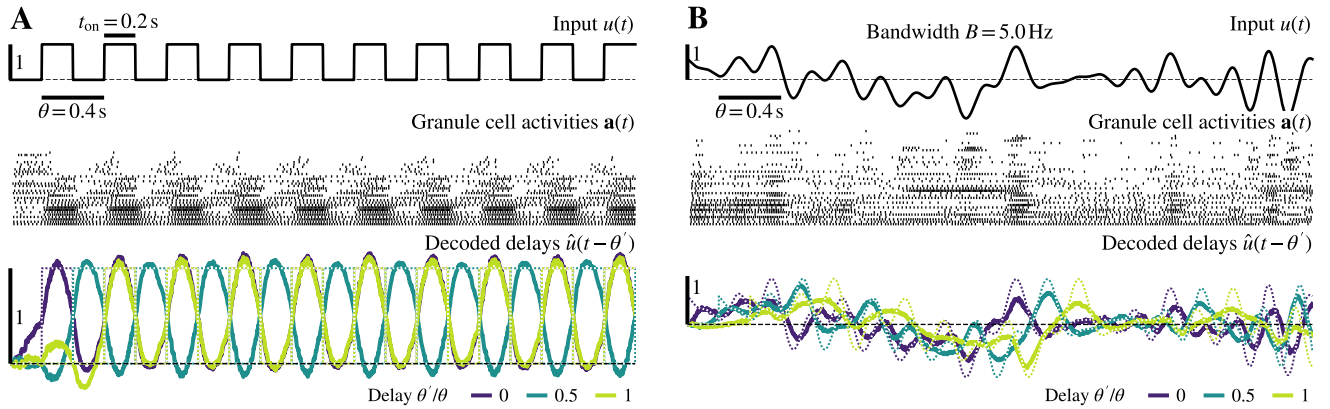 A
t_on = 0.2 s
Input u(t)
1
θ = 0.4 s
Granule cell activities a(t)
Decoded delays û(t − θ′)
1
Delay θ′/θ 0 0.5 1
B
Bandwidth B = 5.0 Hz
Input u(t)
1
θ = 0.4 s
Granule cell activities a(t)
Decoded delays û(t − θ′)
1
Delay θ′/θ 0 0.5 1